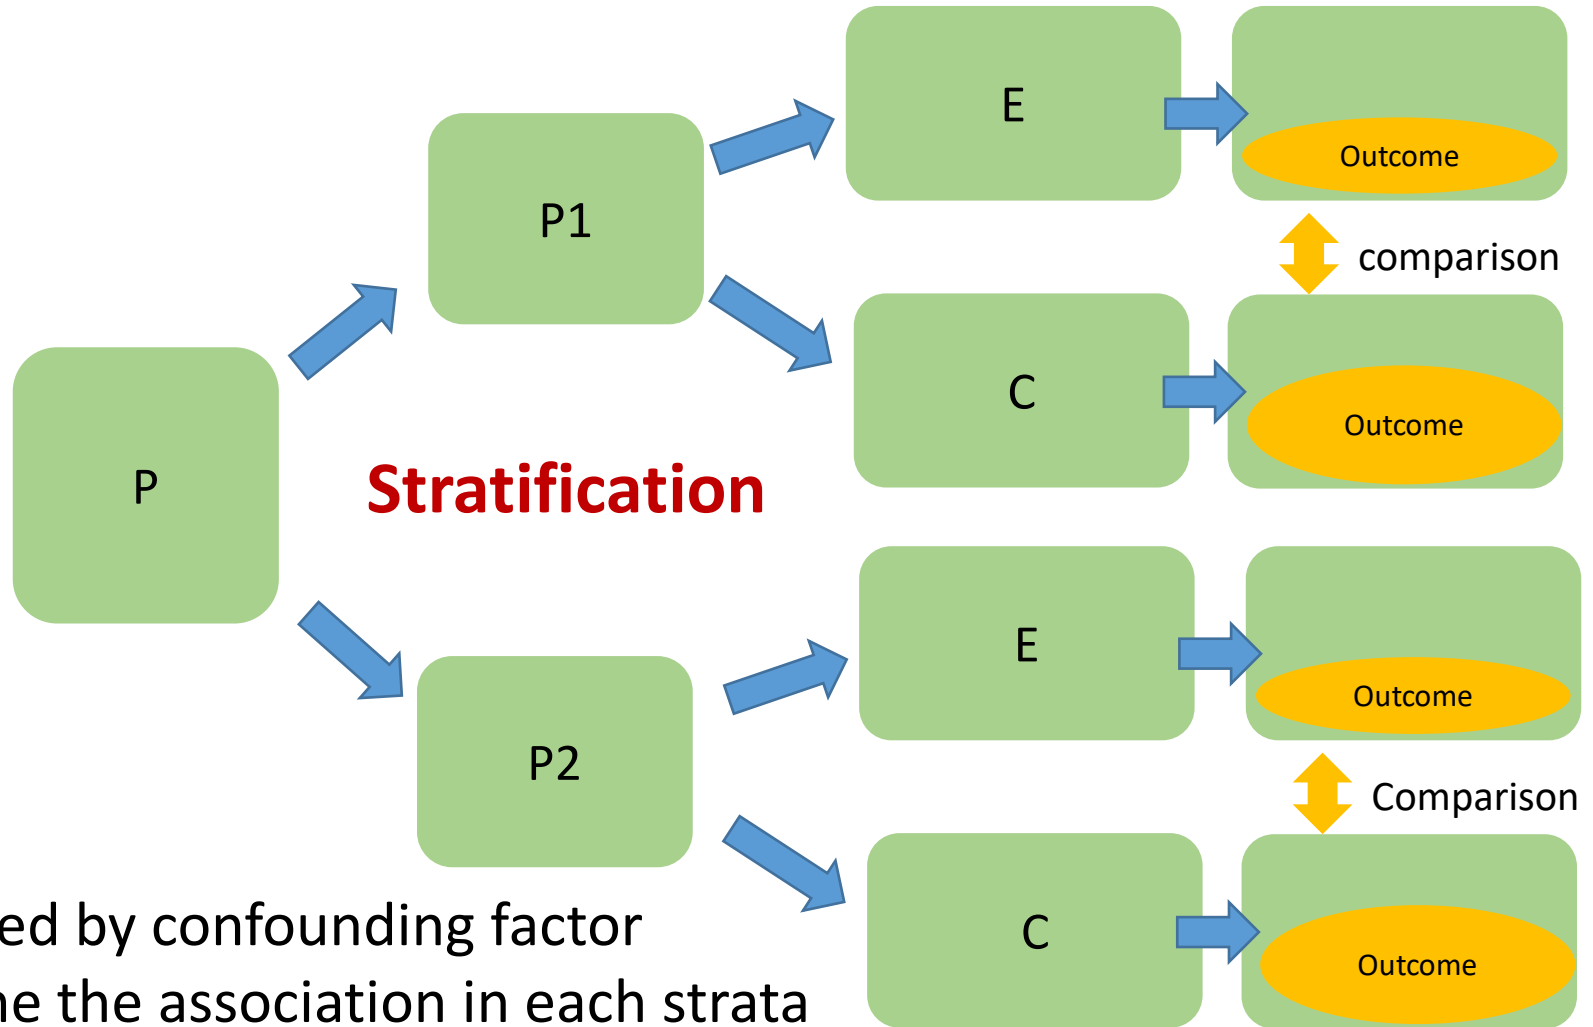 E
Outcome
P1
comparison
C
Outcome
P
Stratification
E
Outcome
P2
Comparison
C
Outcome
ed by confounding factor
ne the association in each strata